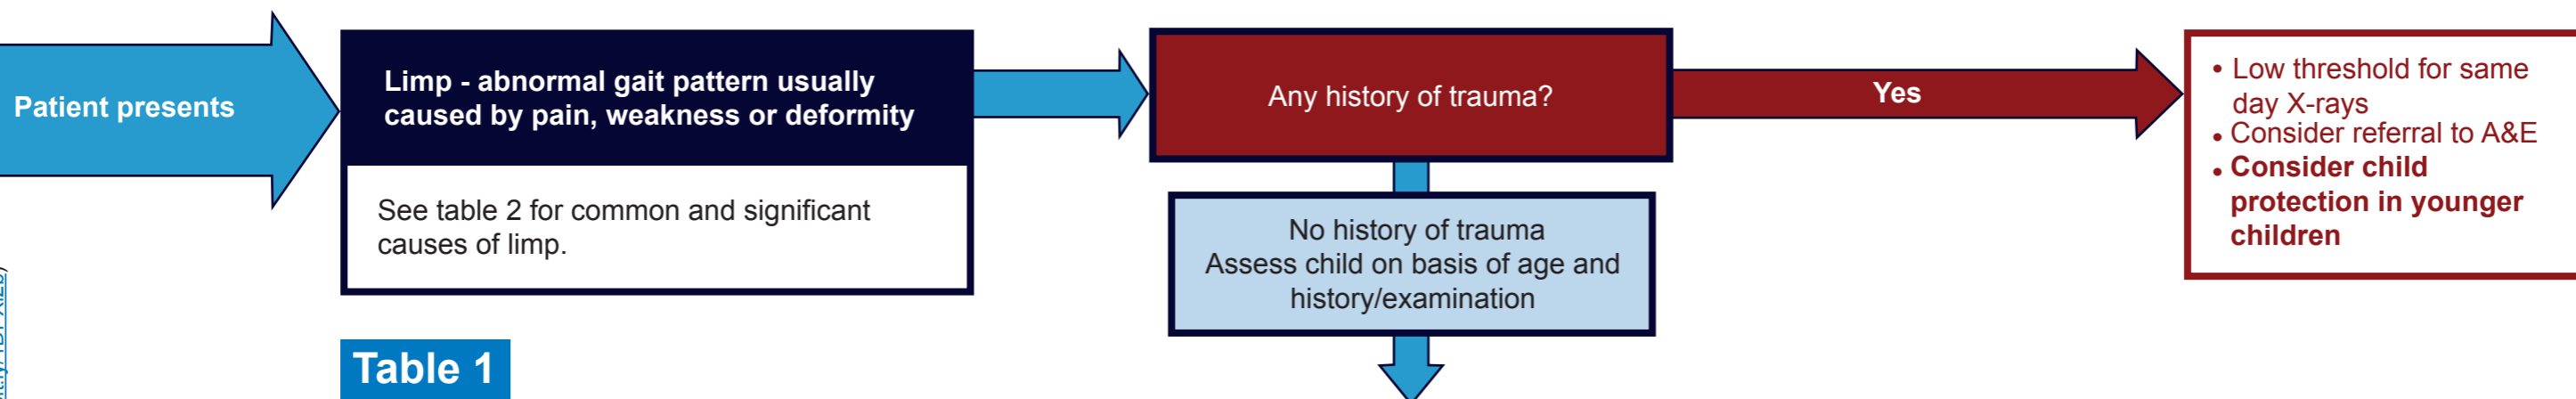 Patient presents
Limp - abnormal gait pattern usually
caused by pain, weakness or deformity
See table 2 for common and significant
causes of limp.
Any history of trauma?
Yes
• Low threshold for same
day X-rays
• Consider referral to A&E
• Consider child
protection in younger
children
No history of trauma
Assess child on basis of age and
history/examination
Table 1